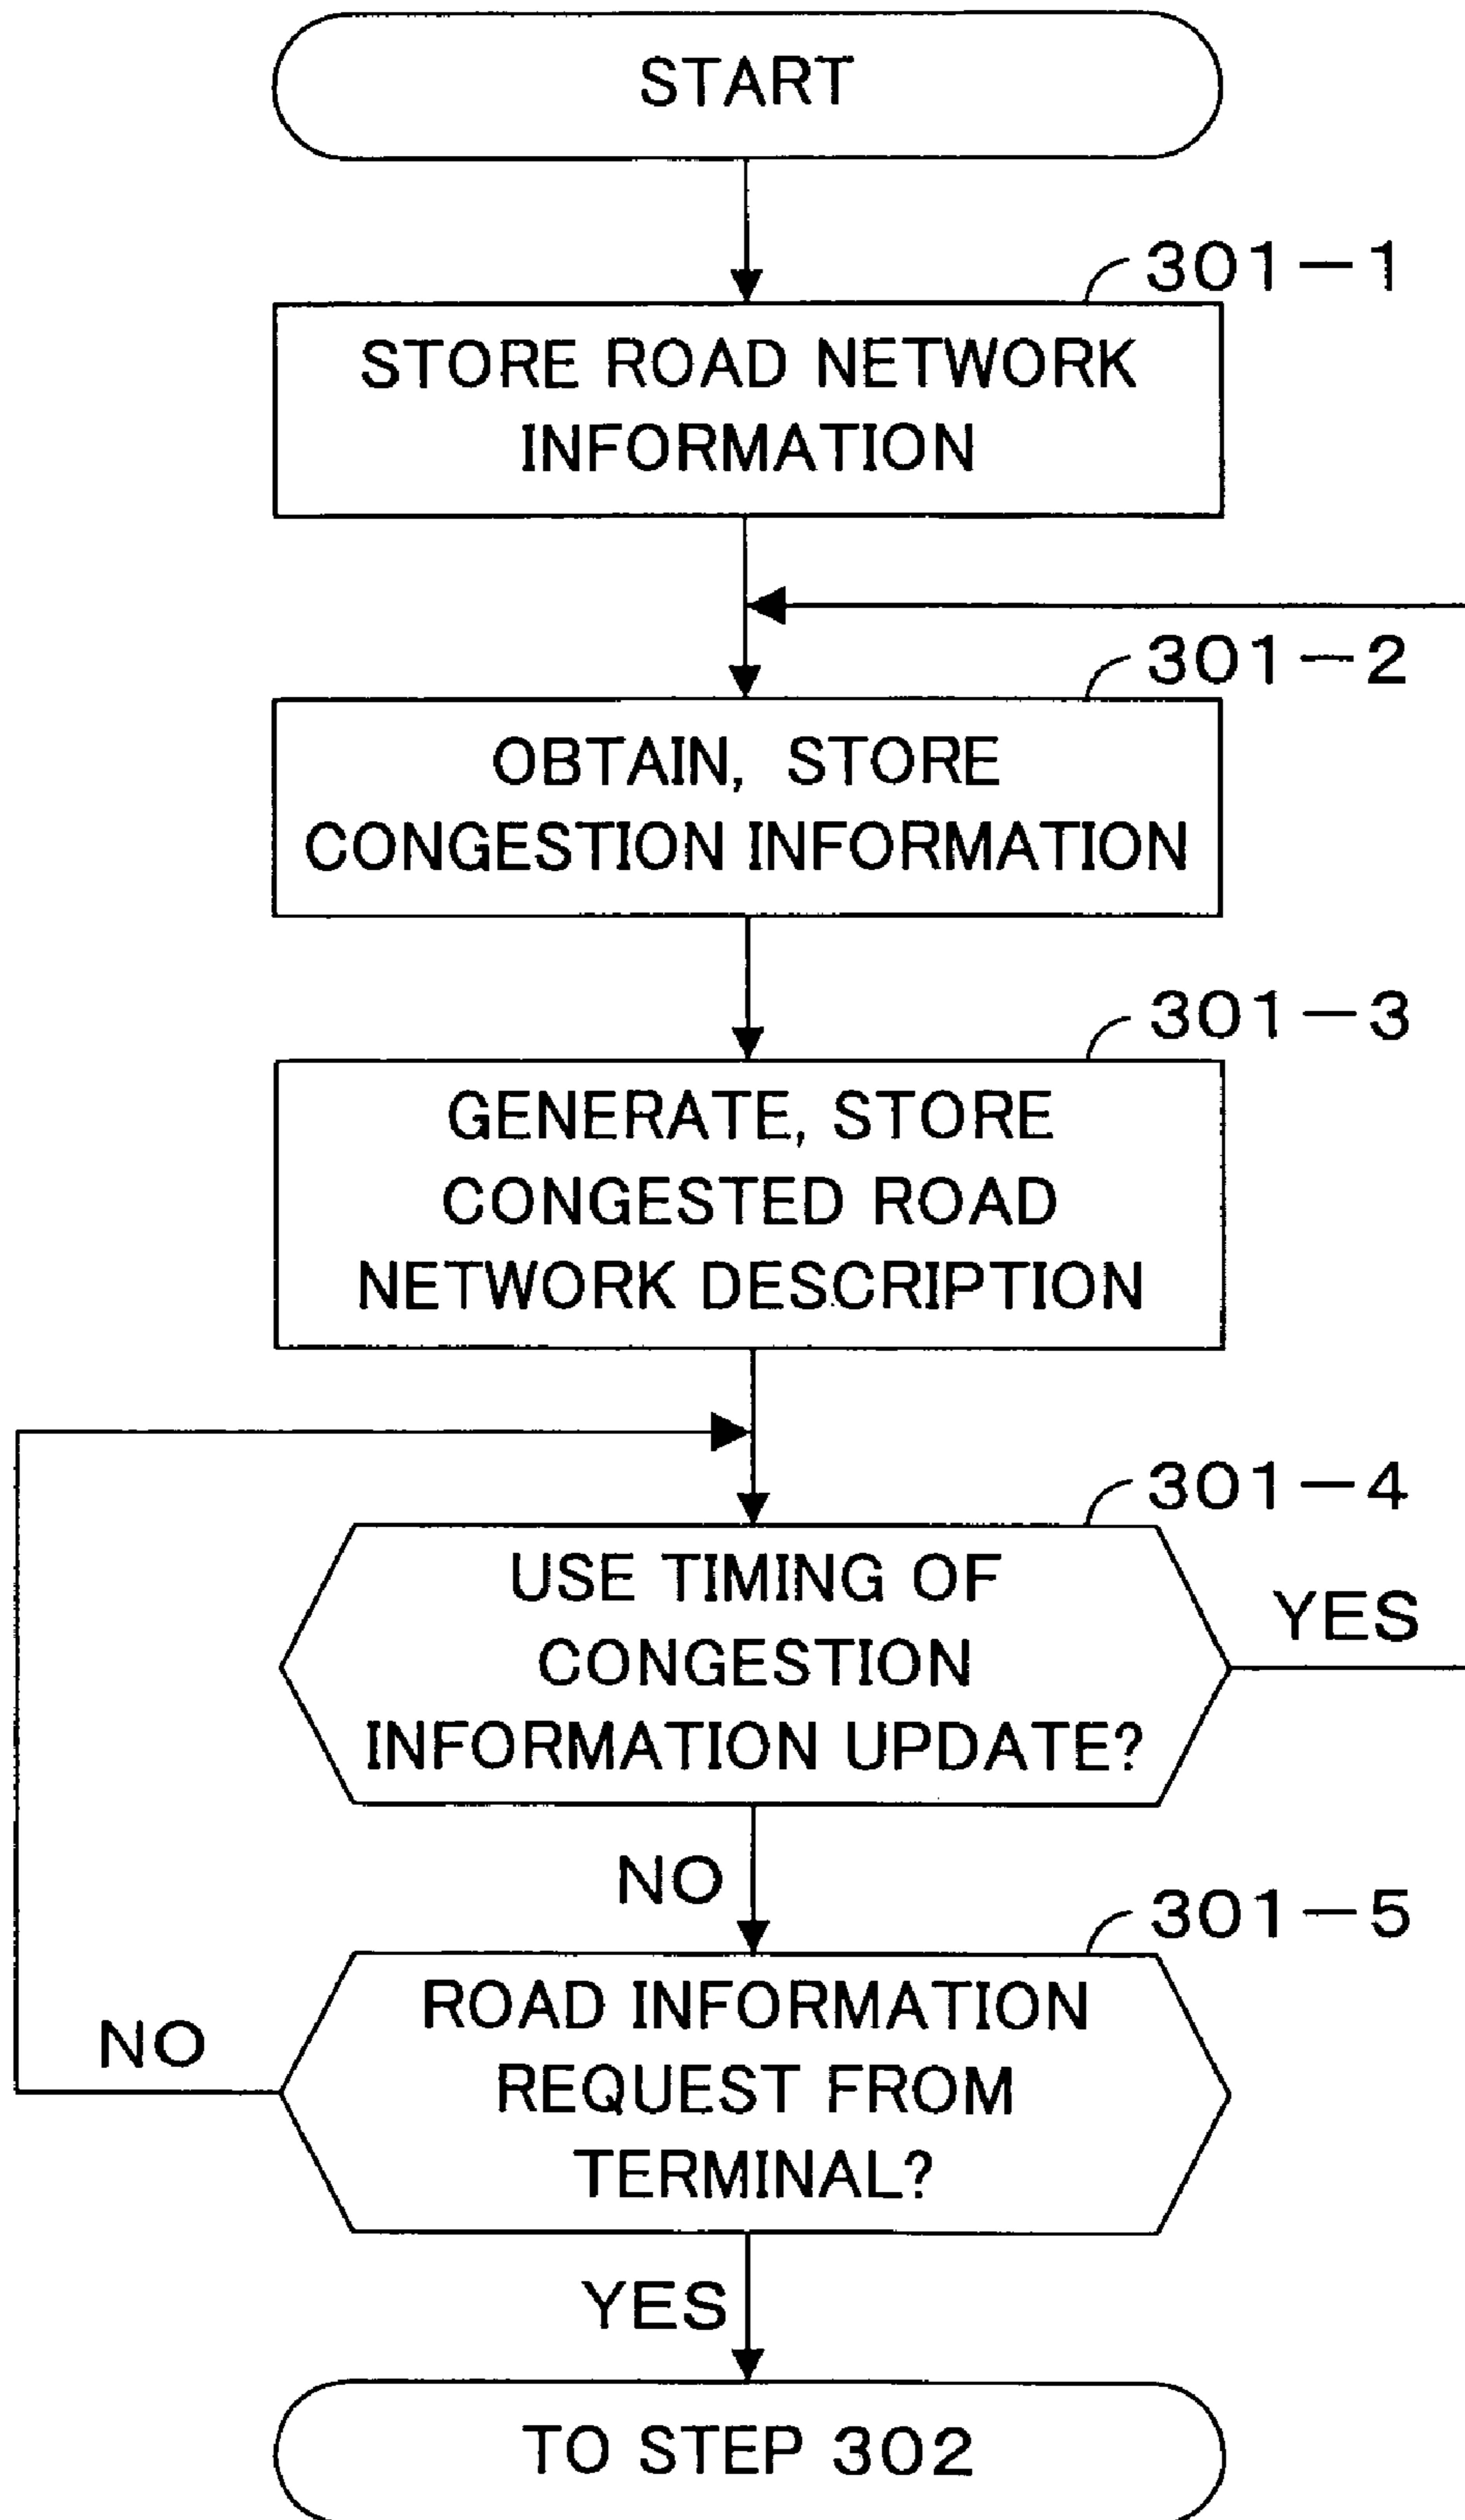 START
301-1
STORE ROAD NETWORK
INFORMATION
301-2
OBTAIN, STORE
CONGESTION INFORMATION
301-3
GENERATE, STORE
CONGESTED ROAD
NETWORK DESCRIPTION
301-4
USE TIMING OF
CONGESTION
INFORMATION UPDATE?
YES
NO
301-5
ROAD INFORMATION
REQUEST FROM
TERMINAL?
NO
YES
TO STEP 302